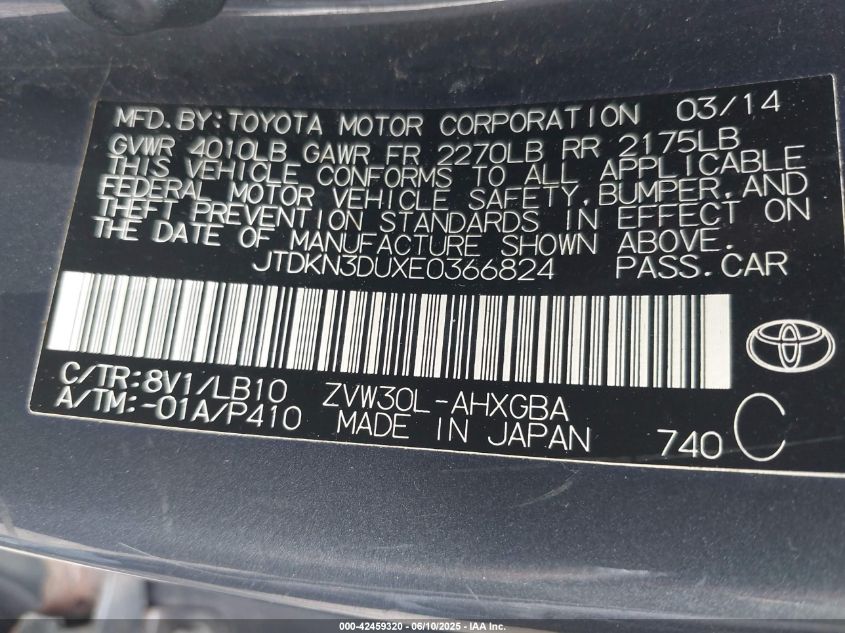 MFD.BY:TOYOTA MOTOR CORPORATION 03/14
GVWR 4010LB GAWR FR 2270LB RR 2175LB
THIS VEHICLE CONFORMS TO ALL APPLICABLE
FEDERAL MOTOR VEHICLE SAFETY,BUMPER,AND
THEFT PREVENTION STANDARDS IN EFFECT ON
THE DATE OF MANUFACTURE SHOWN ABOVE.
JTDKN3DUXE0366824 PASS.CAR
C/TR:8V1/LB10 ZVW30L-AHXGBA
A/TM:-01A/P410 MADE IN JAPAN 740 C
000-42459320 - 06/10/2025 - IAA Inc.